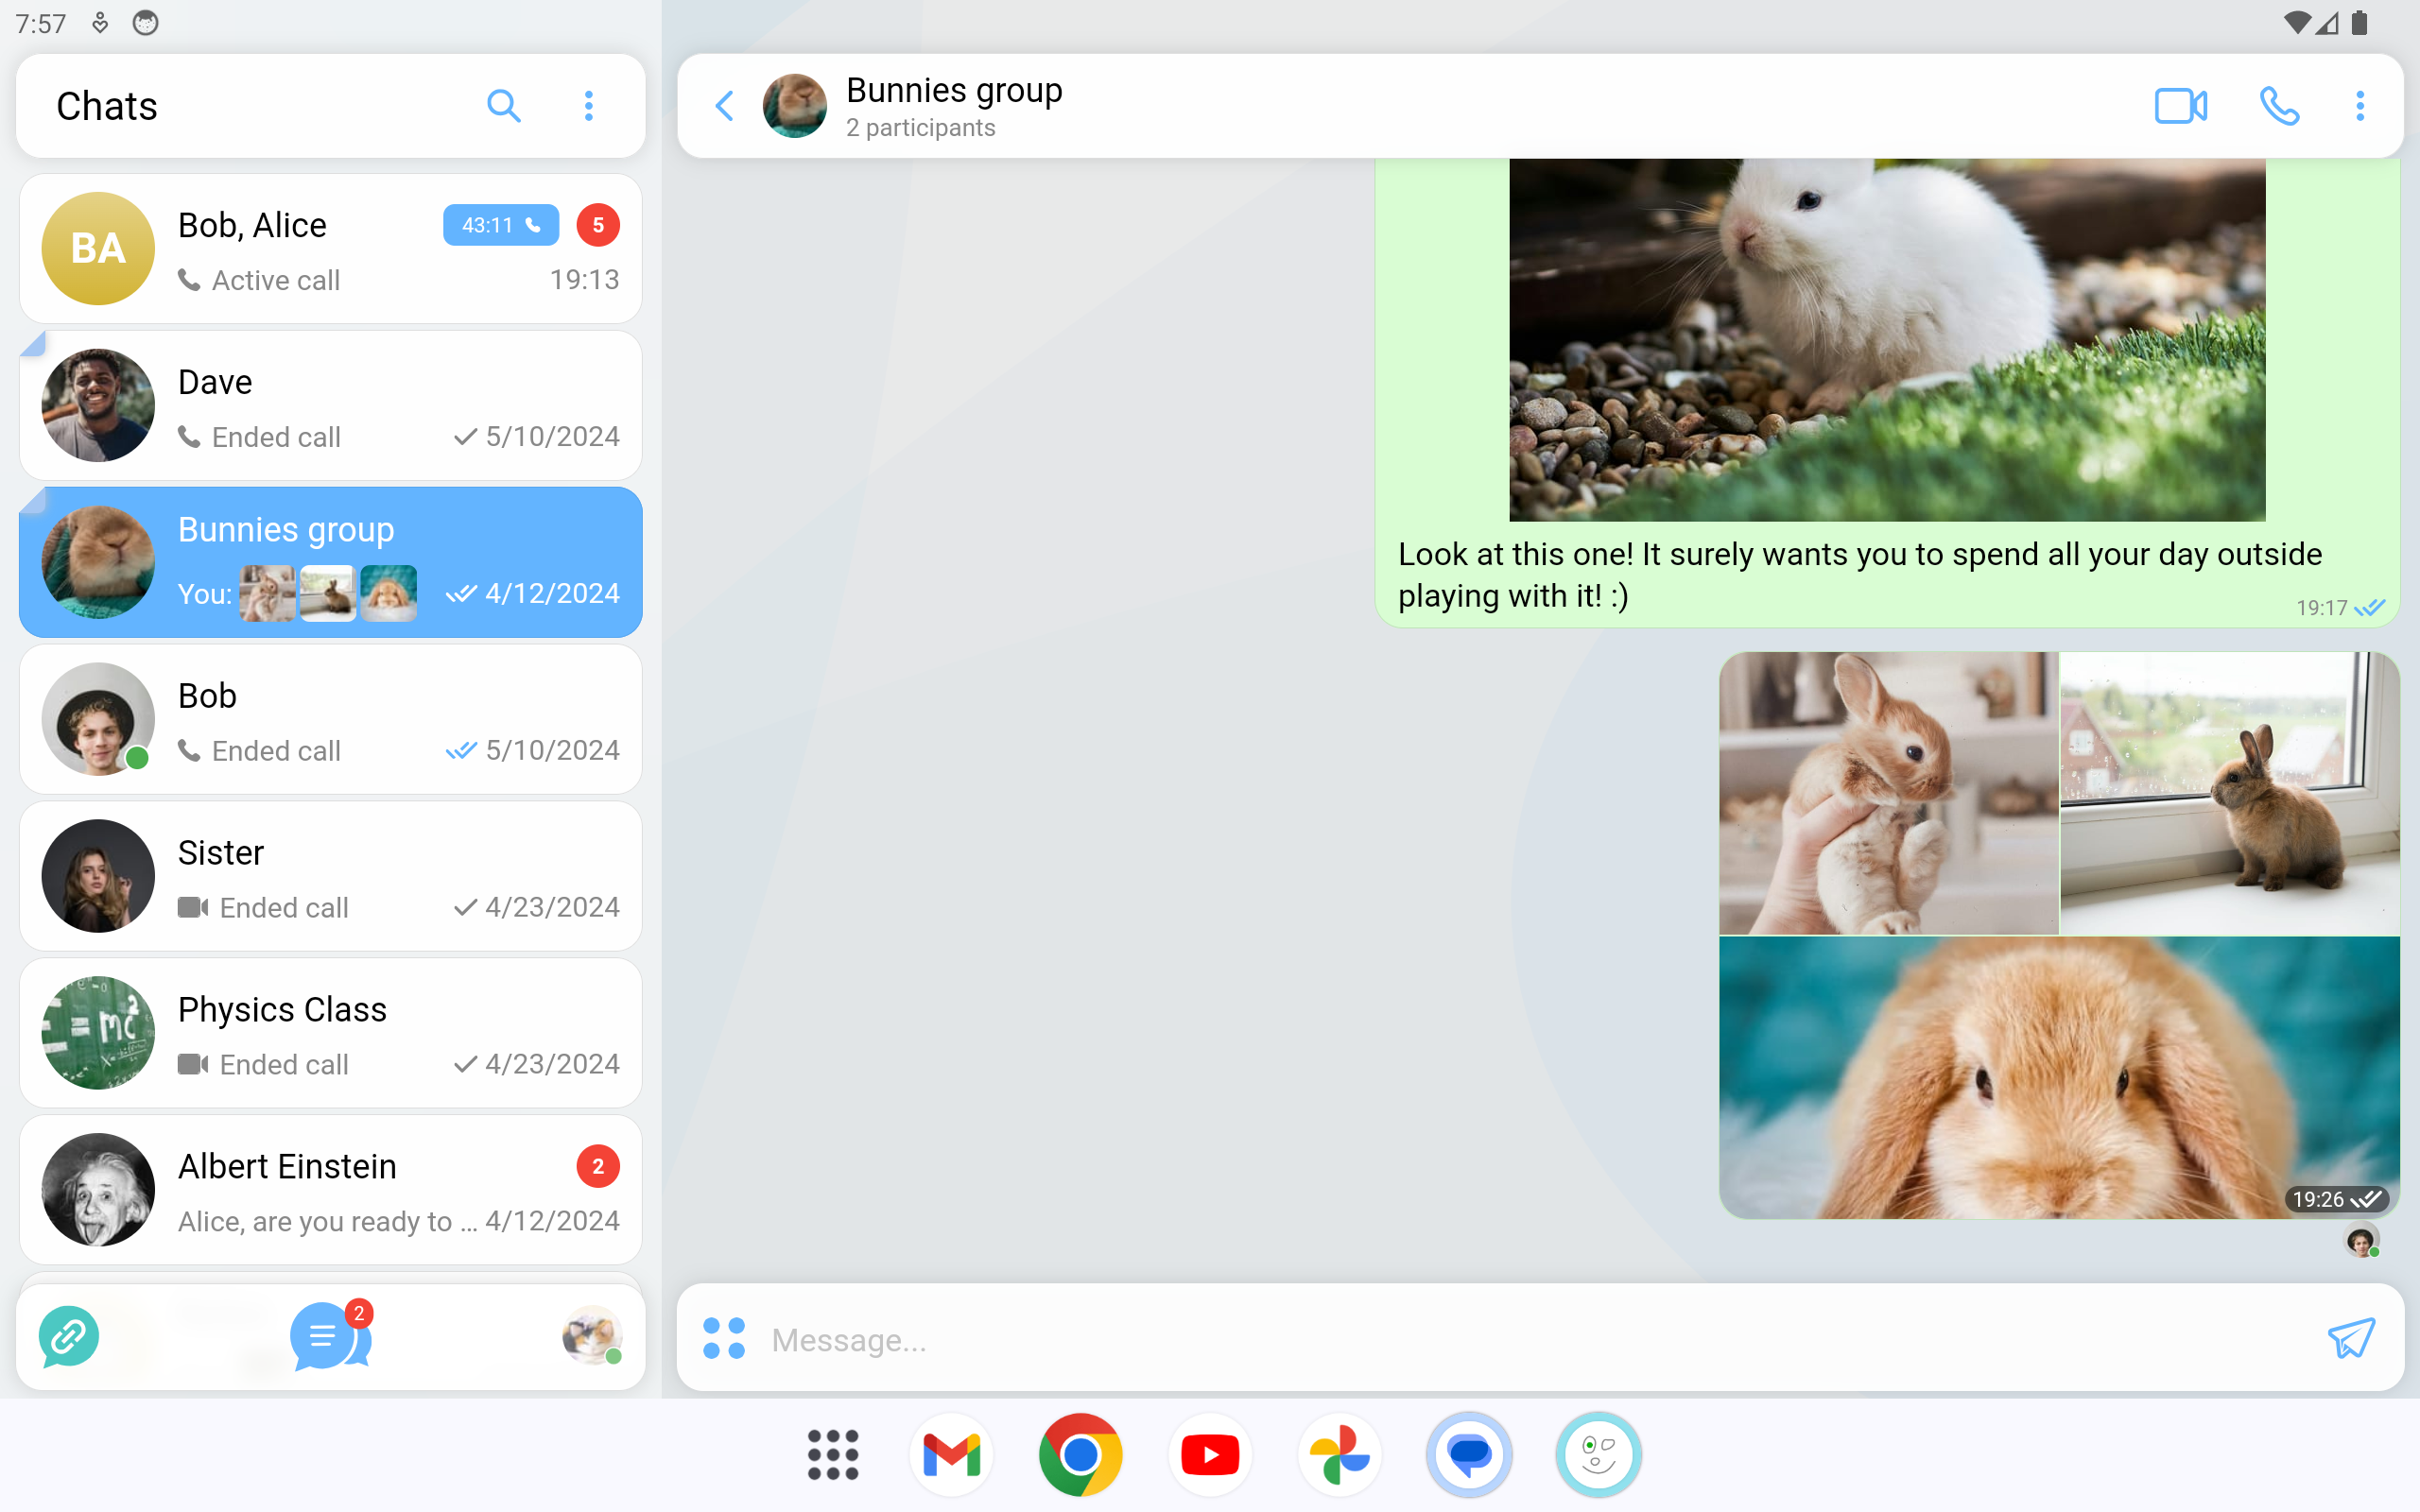 7:57
Chats
BA
Bob, Alice
43:11
5
Active call
19:13
Dave
Ended call
5/10/2024
Bunnies group
You:
4/12/2024
Bob
Ended call
5/10/2024
Sister
Ended call
4/23/2024
Physics Class
Ended call
4/23/2024
Albert Einstein
2
Alice, are you ready to ...
4/12/2024
2
Bunnies group
2 participants
Look at this one! It surely wants you to spend all your day outside
playing with it! :)
19:17
19:26
Message...